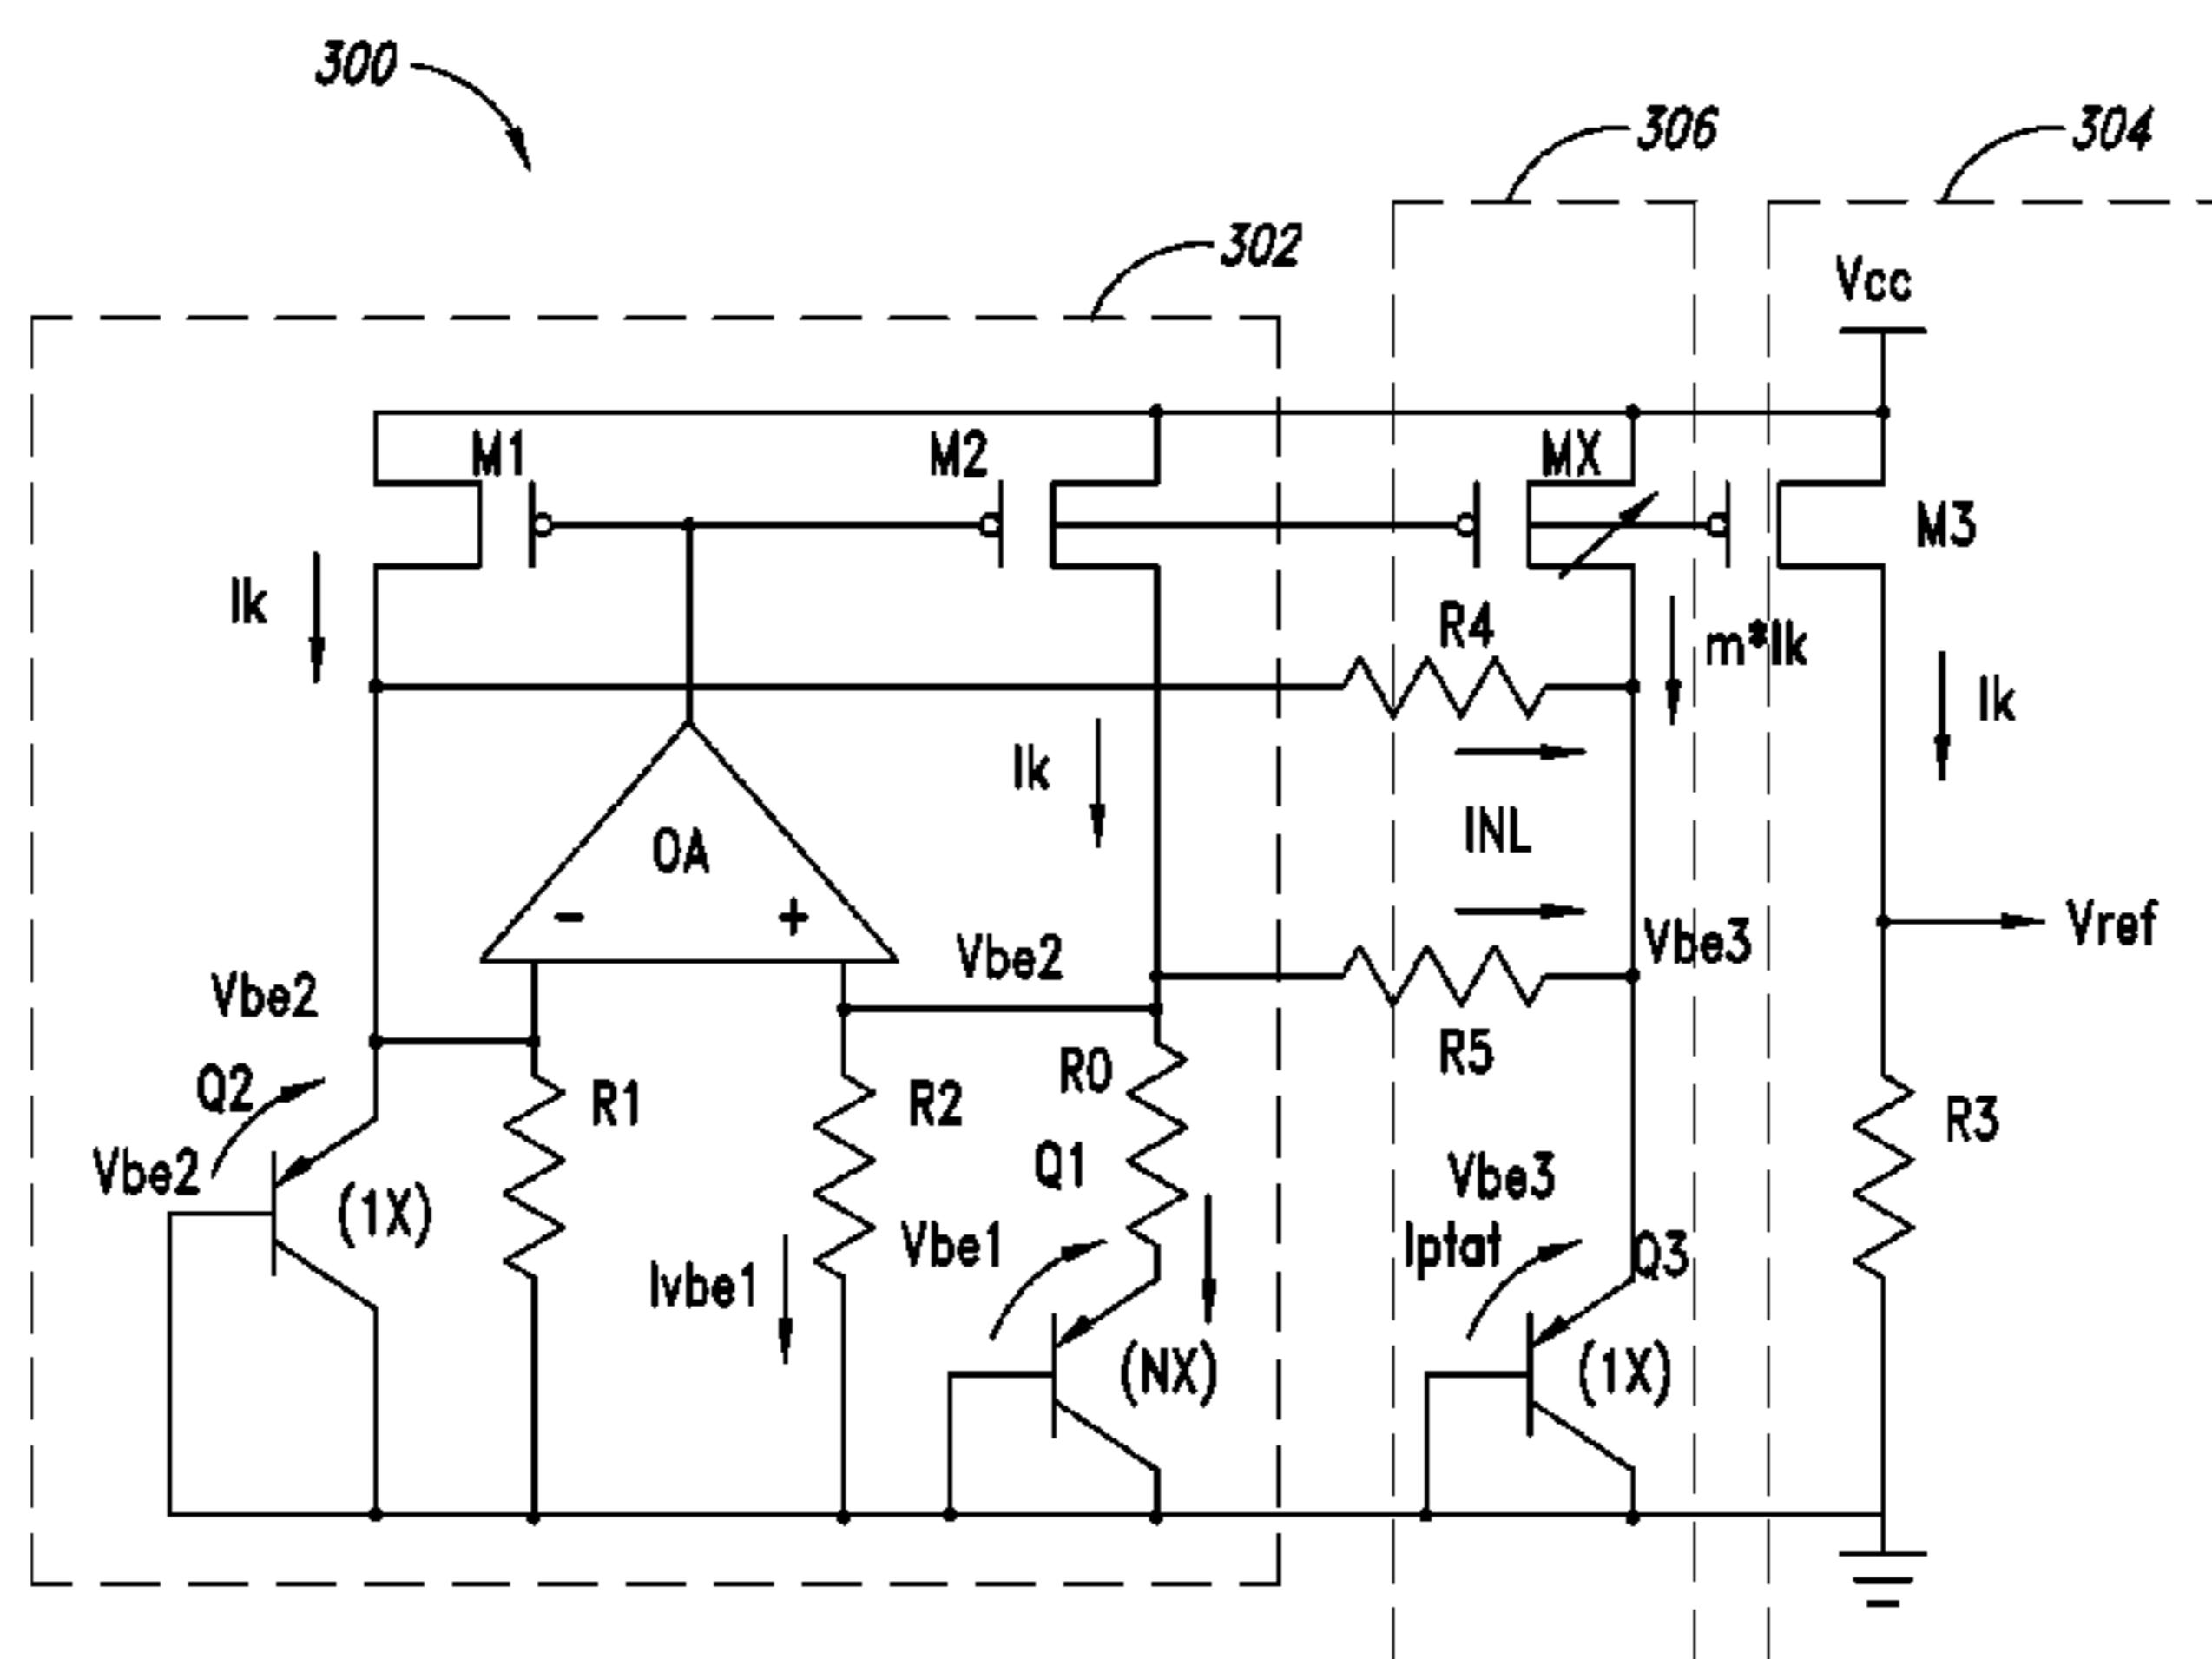 300
306
304
302
Vcc
M1
M2
MX
M3
Ik
R4
m*Ik
Ik
Ik
INL
OA
-
+
Vbe2
Vbe3
Vref
Vbe2
R0
R5
Q2
R1
R2
R3
Q1
Vbe2
(1X)
Vbe3
Vbe1
Iptat
Q3
Ivbe1
(NX)
(1X)